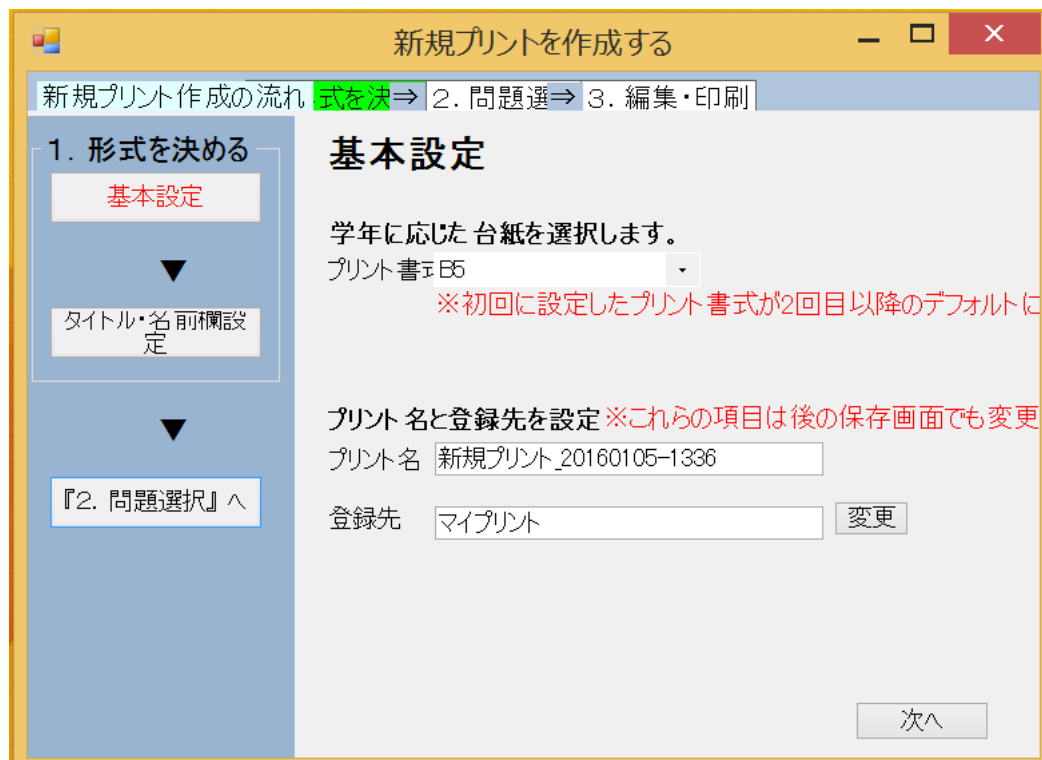 新規プリントを作成する
新規プリント作成の流れ 式を決⇒ 2. 問題選⇒ 3. 編集・印刷
1. 形式を決める
基本設定
▼
タイトル・名前欄設
定
▼
『2. 問題選択』へ
基本設定
学年に応じた台紙を選択します。
プリント書式 B5
※初回に設定したプリント書式が2回目以降のデフォルトに
プリント名と登録先を設定 ※これらの項目は後の保存画面でも変更
プリント名 新規プリント_20160105-1336
登録先 マイプリント 変更
次へ